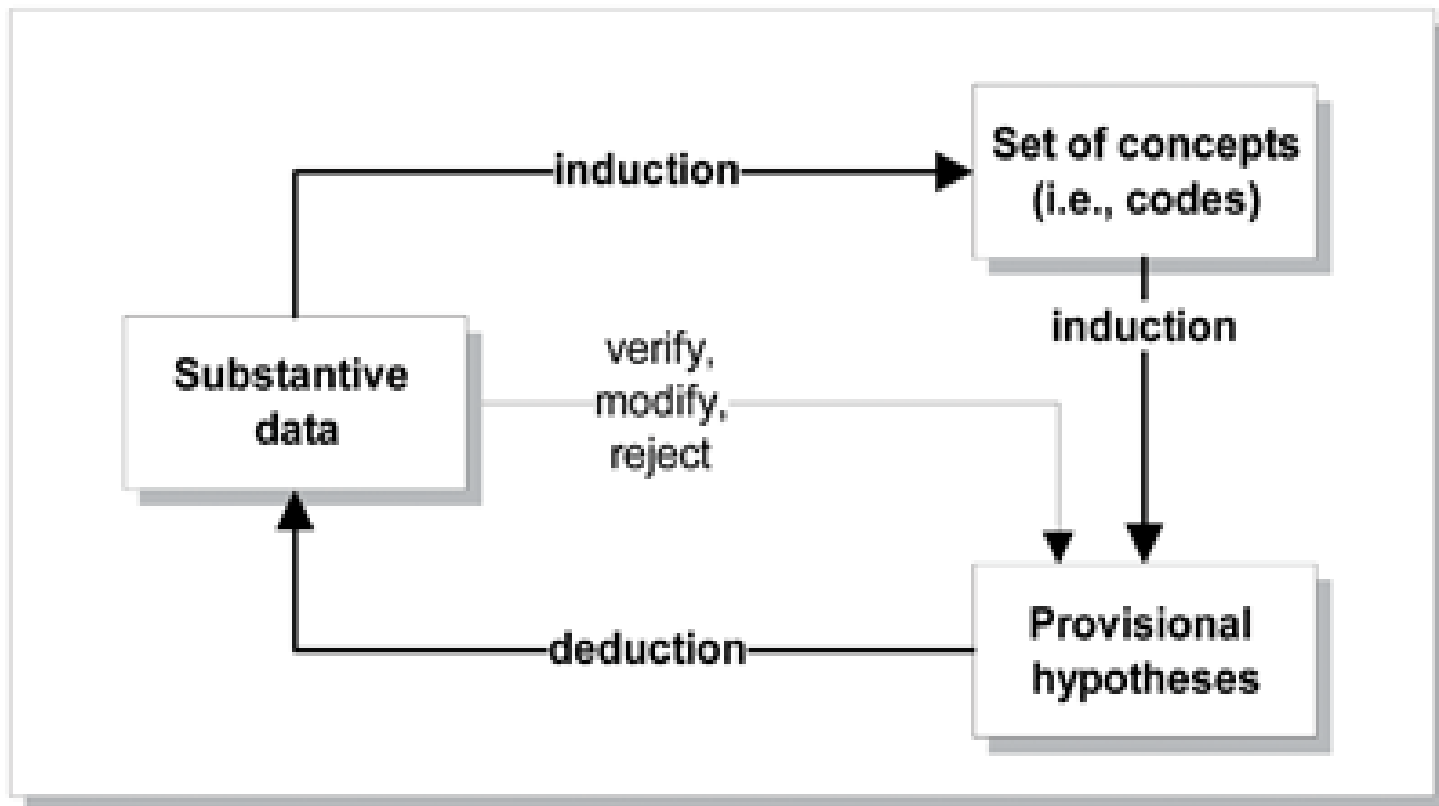 induction
Set of concepts
(i.e., codes)
induction
Substantive
data
verify,
modify,
reject
deduction
Provisional
hypotheses